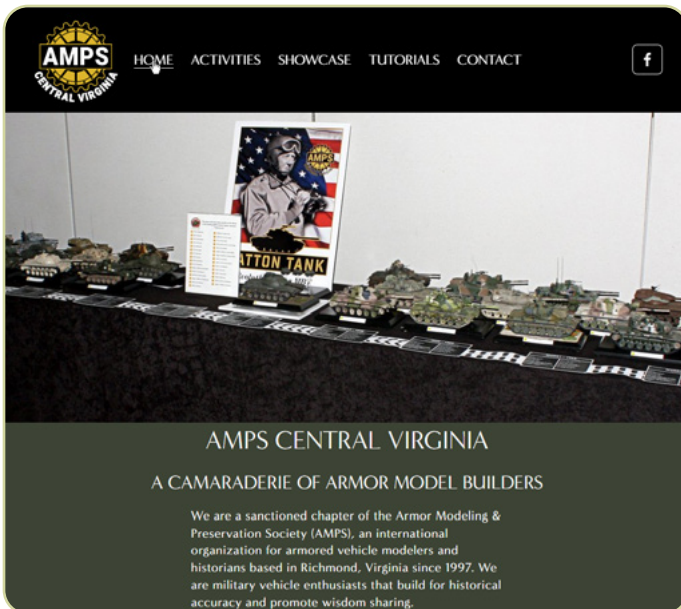 AMPS
CENTRAL VIRGINIA
HOME ACTIVITIES SHOWCASE TUTORIALS CONTACT
f
AMPS
ATTON TANK
AMPS CENTRAL VIRGINIA
A CAMARADERIE OF ARMOR MODEL BUILDERS
We are a sanctioned chapter of the Armor Modeling &
Preservation Society (AMPS), an international
organization for armored vehicle modelers and
historians based in Richmond, Virginia since 1997. We
are military vehicle enthusiasts that build for historical
accuracy and promote wisdom sharing.